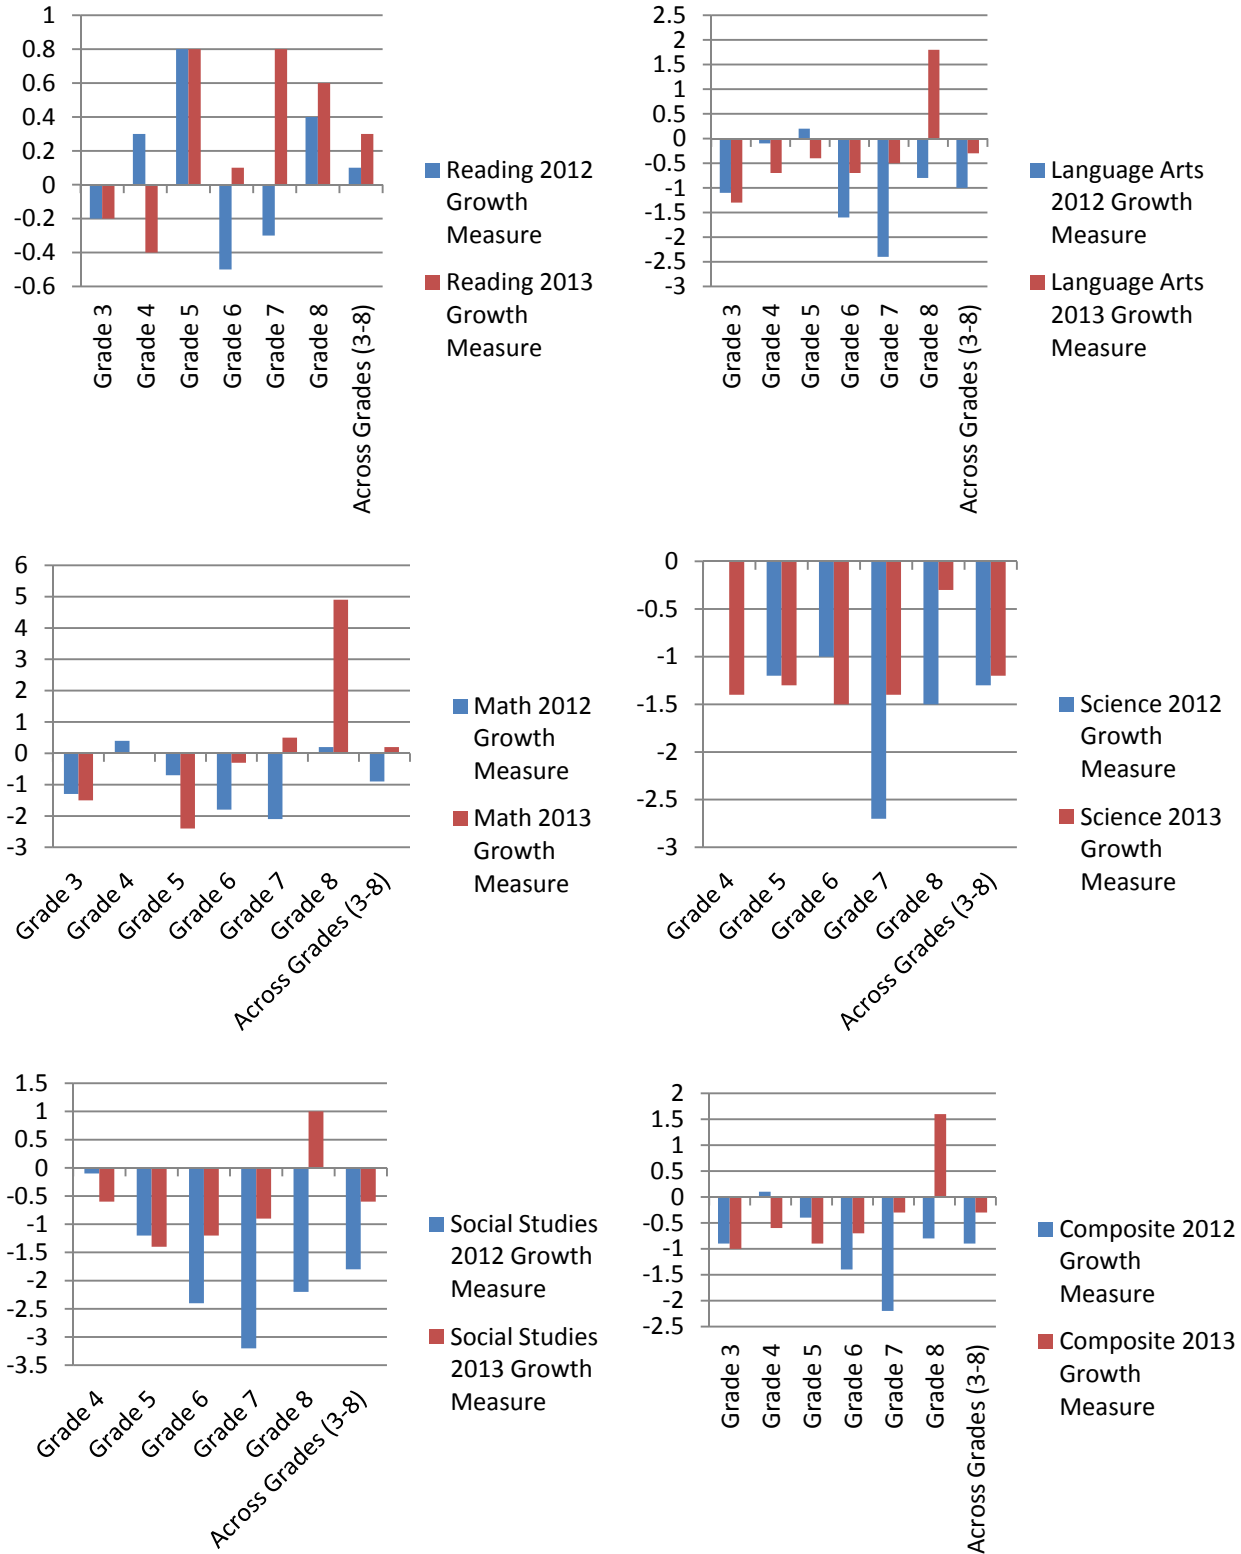 1
0.8
0.6
0.4
0.2
0
-0.2
-0.4
-0.6
Grade 3
Grade 4
Grade 5
Grade 6
Grade 7
Grade 8
Across Grades (3-8)
Reading 2012
Growth
Measure
Reading 2013
Growth
Measure
2.5
2
1.5
1
0.5
0
-0.5
-1
-1.5
-2
-2.5
-3
Grade 3
Grade 4
Grade 5
Grade 6
Grade 7
Grade 8
Across Grades (3-8)
Language Arts
2012 Growth
Measure
Language Arts
2013 Growth
Measure
6
5
4
3
2
1
0
-1
-2
-3
Grade 3
Grade 4
Grade 5
Grade 6
Grade 7
Grade 8
Across Grades (3-8)
Math 2012
Growth
Measure
Math 2013
Growth
Measure
0
-0.5
-1
-1.5
-2
-2.5
-3
Grade 4
Grade 5
Grade 6
Grade 7
Grade 8
Across Grades (3-8)
Science 2012
Growth
Measure
Science 2013
Growth
Measure
1.5
1
0.5
0
-0.5
-1
-1.5
-2
-2.5
-3
-3.5
Grade 4
Grade 5
Grade 6
Grade 7
Grade 8
Across Grades (3-8)
Social Studies
2012 Growth
Measure
Social Studies
2013 Growth
Measure
2
1.5
1
0.5
0
-0.5
-1
-1.5
-2
-2.5
Grade 3
Grade 4
Grade 5
Grade 6
Grade 7
Grade 8
Across Grades (3-8)
Composite 2012
Growth
Measure
Composite 2013
Growth
Measure